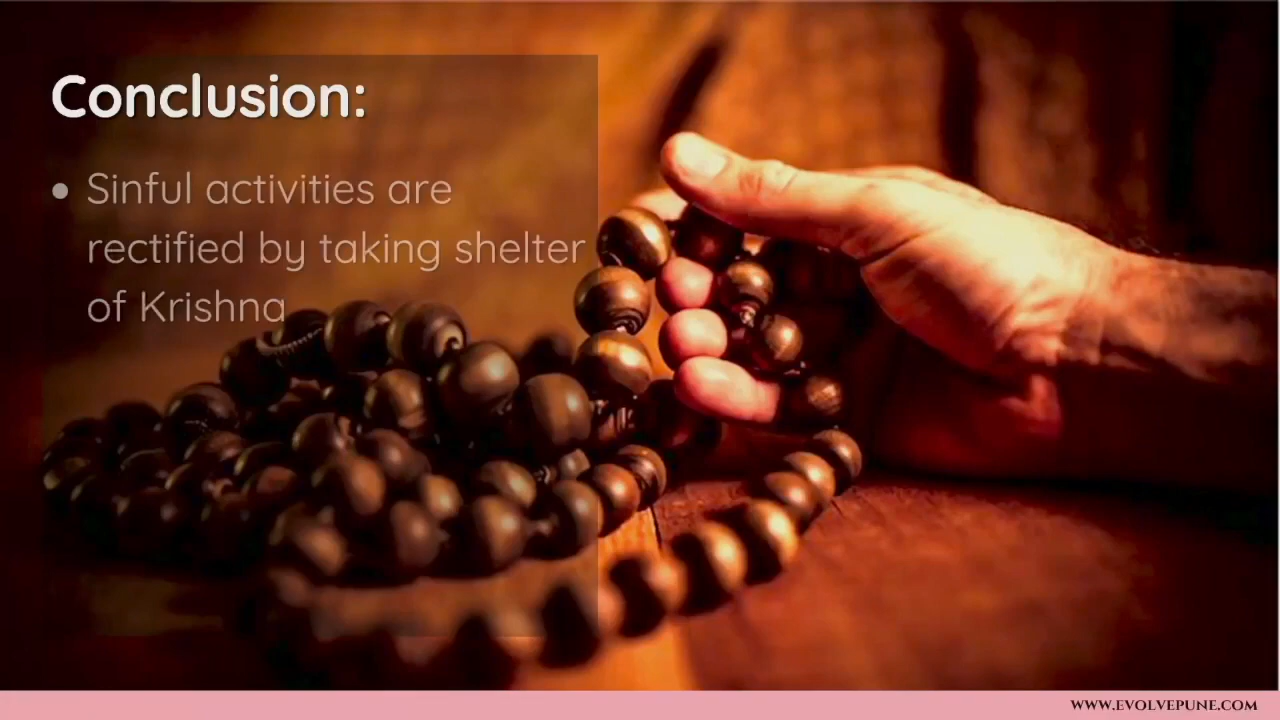 Conclusion:
• Sinful activities are
rectified by taking shelter
of Krishna
WWW.EVOLVEPUNE.COM